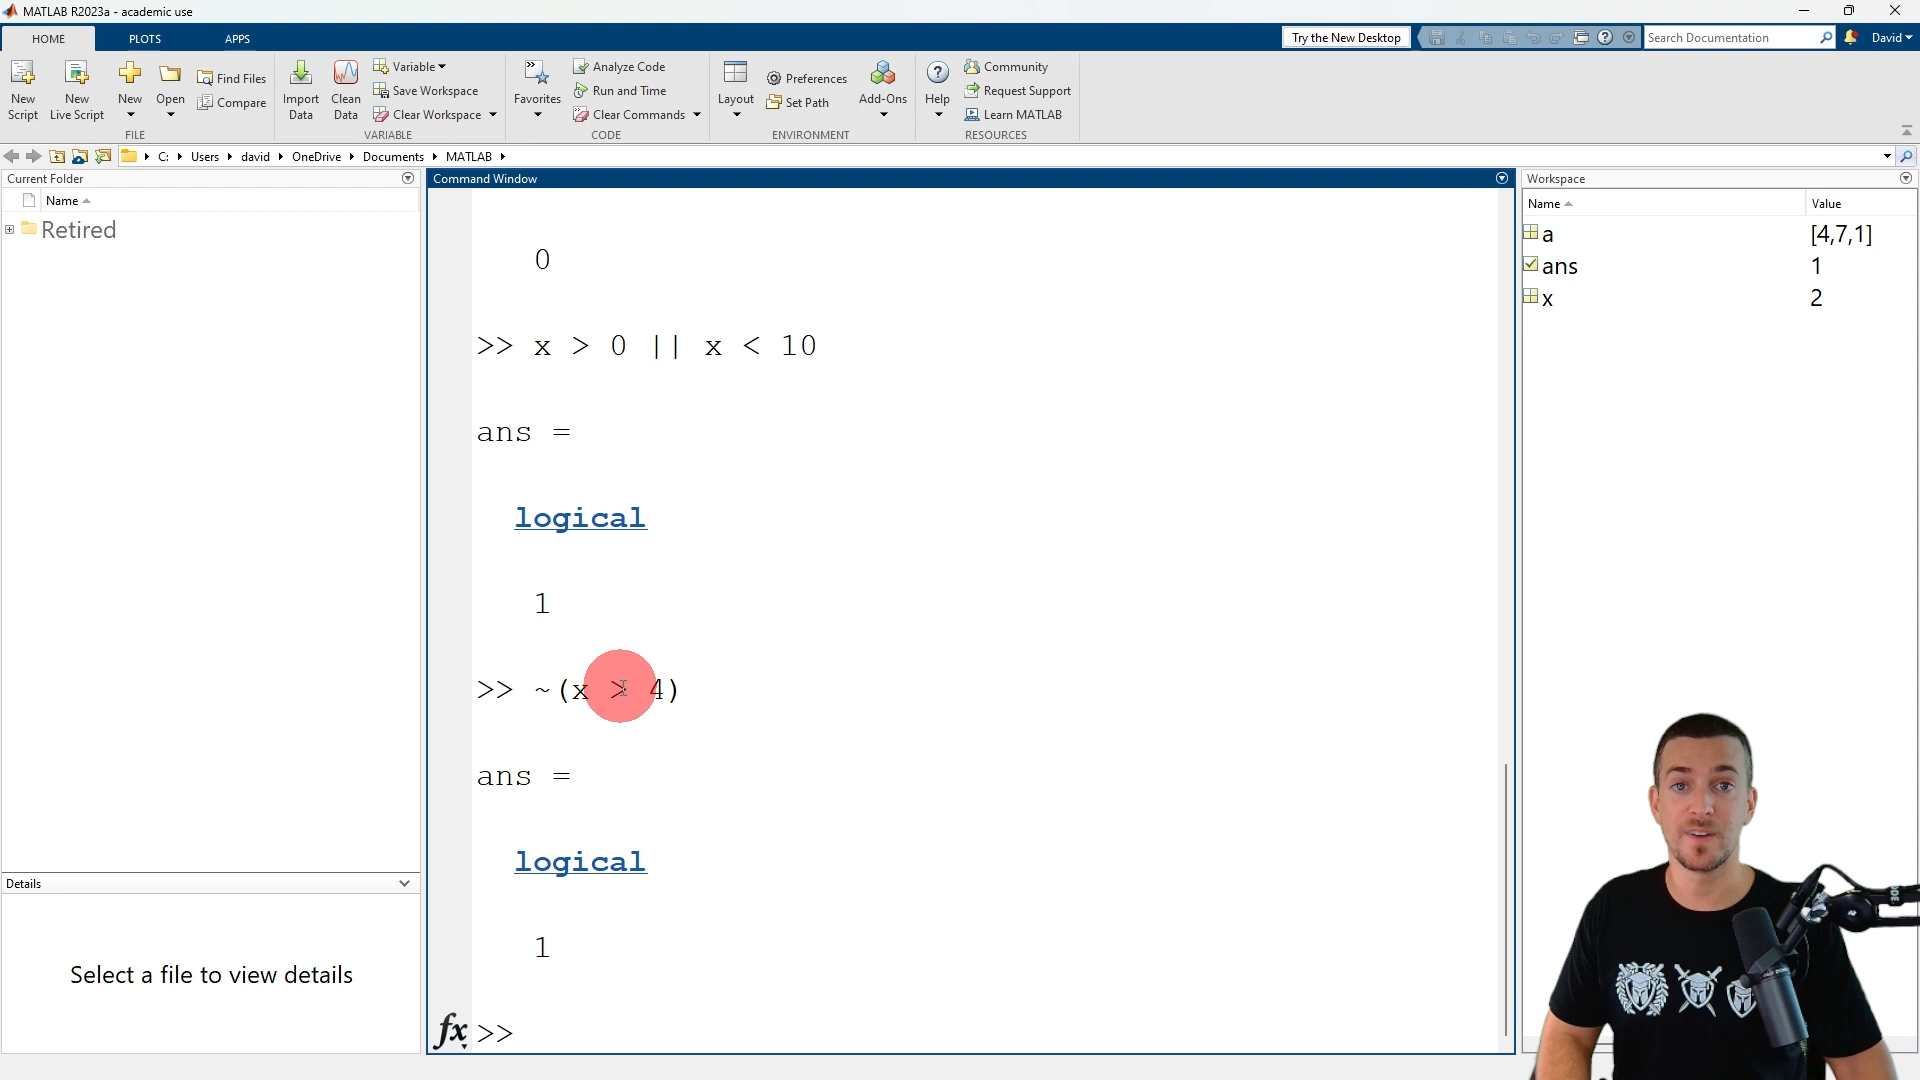 MATLAB R2023a - academic use
HOME PLOTS APPS
Try the New Desktop
Search Documentation
David
New Script
New Live Script
New
Open
Find Files
Compare
FILE
Import Data
Clean Data
Variable
Save Workspace
Clear Workspace
VARIABLE
Favorites
Analyze Code
Run and Time
Clear Commands
CODE
Layout
Preferences
Set Path
Add-Ons
ENVIRONMENT
Help
Community
Request Support
Learn MATLAB
RESOURCES
C: Users david OneDrive Documents MATLAB
Current Folder
Name
Retired
Details
Select a file to view details
Command Window
0
>> x > 0 || x < 10
ans =
logical
1
>> ~(x > 4)
ans =
logical
1
fx >>
Workspace
Name Value
a [4,7,1]
ans 1
x 2